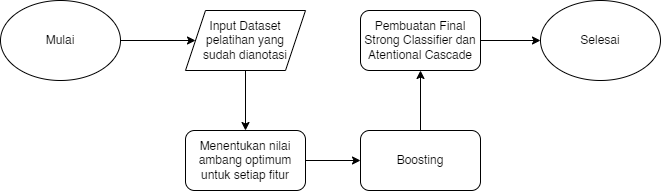 Mulai
Input Dataset
pelatihan yang
sudah dianotasi
Menentukan nilai
ambang optimum
untuk setiap fitur
Boosting
Pembuatan Final
Strong Classifier dan
Atentional Cascade
Selesai